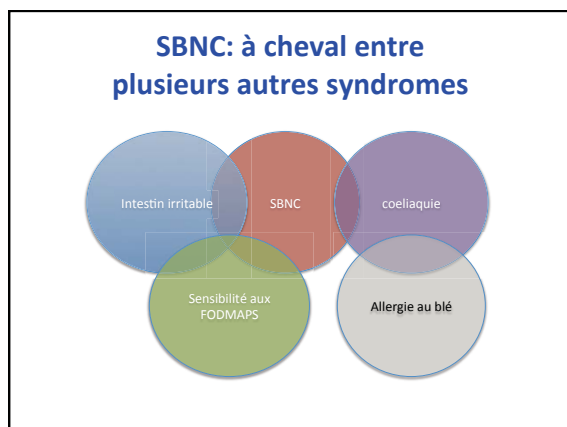 SBNC: à cheval entre
plusieurs autres syndromes
Intestin irritable
SBNC
coeliaquie
Sensibilité aux
FODMAPS
Allergie au blé